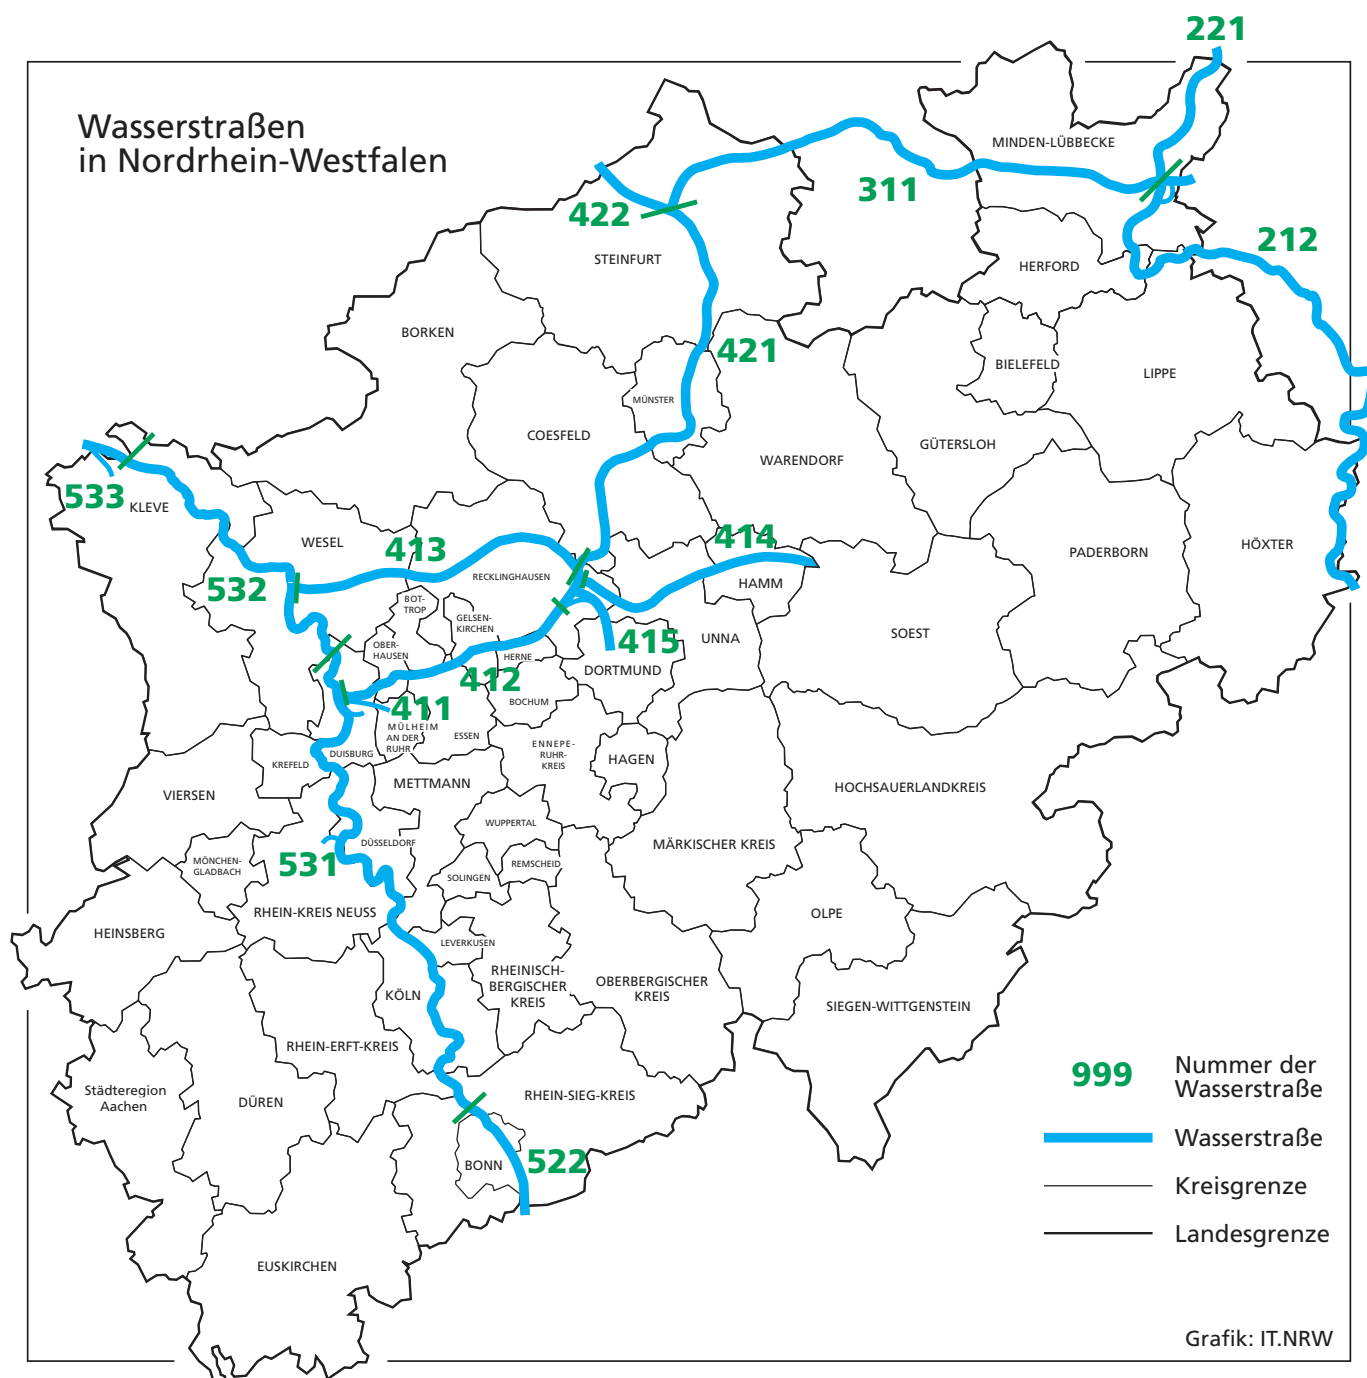 221
Wasserstraßen
in Nordrhein-Westfalen
MINDEN-LÜBBECKE
311
422
212
STEINFURT
HERFORD
BORKEN
421
BIELEFELD
LIPPE
MÜNSTER
COESFELD
GÜTERSLOH
WARENDORF
533
KLEVE
WESEL
413
414
PADERBORN
HÖXTER
RECKLINGHAUSEN
HAMM
532
BOT-
TROP
GELSEN-
KIRCHEN
SOEST
UNNA
415
OBER-
HAUSEN
HERNE
DORTMUND
412
BOCHUM
411
MÜLHEIM
AN DER
RUHR
ESSEN
DUISBURG
ENNEPE-
RUHR-
KREIS
HAGEN
KREFELD
METTMANN
HOCHSAUERLANDKREIS
VIERSEN
WUPPERTAL
DÜSSELDORF
MÄRKISCHER KREIS
531
MÖNCHEN-
GLADBACH
REMSCHEID
SOLINGEN
RHEIN-KREIS NEUSS
OLPE
HEINSBERG
LEVERKUSEN
RHEINISCH-
BERGISCHER
KREIS
OBERBERGISCHER
KREIS
KÖLN
SIEGEN-WITTGENSTEIN
RHEIN-ERFT-KREIS
999
Nummer der
Wasserstraße
Städteregion
Aachen
DÜREN
RHEIN-SIEG-KREIS
Wasserstraße
BONN
522
Kreisgrenze
Landesgrenze
EUSKIRCHEN
Grafik: IT.NRW